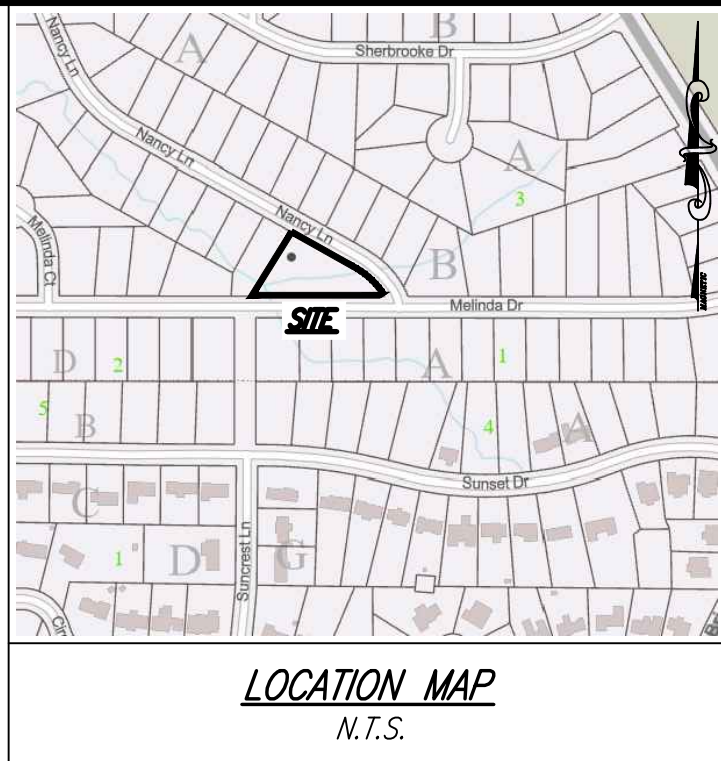 B
Sherbrooke Dr
A
Nancy Ln
Nancy Ln
A
3
Nancy Ln
Melinda Ct
B
MAGNETIC
Melinda Dr
SITE
D
2
A
1
5
B
4
A
Sunset Dr
C
1
D
Suncrest Ln
G
LOCATION MAP
N.T.S.